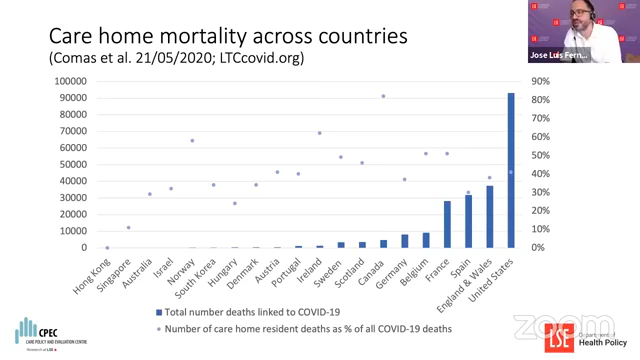 Care home mortality across countries
(Comas et al. 21/05/2020; LTCcovid.org)
Jose Luis Fern...
100000
90000
80000
70000
60000
50000
40000
30000
20000
10000
0
90%
80%
70%
60%
50%
40%
30%
20%
10%
0%
Hong Kong
Singapore
Australia
Israel
Norway
South Korea
Hungary
Denmark
Austria
Portugal
Ireland
Sweden
Scotland
Canada
Germany
Belgium
France
Spain
England & Wales
United States
Total number deaths linked to COVID-19
Number of care home resident deaths as % of all COVID-19 deaths
CPEC
CARE POLICY AND EVALUATION CENTRE
Research at LSE
zoom
LSE
Department of
Health Policy